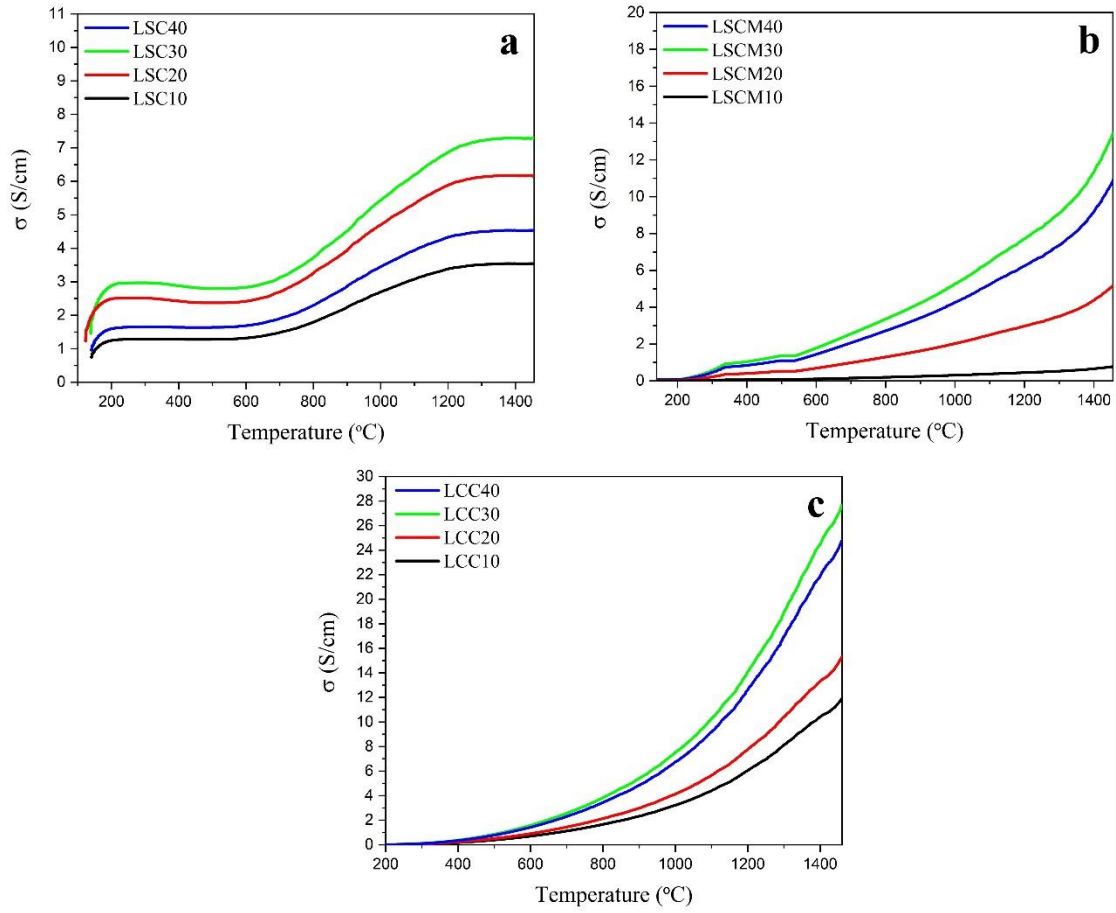 a
LSC40
LSC30
LSC20
LSC10
11
10
9
8
7
6
5
4
3
2
1
0
σ (S/cm)
200 400 600 800 1000 1200 1400
Temperature (°C)
b
LSCM40
LSCM30
LSCM20
LSCM10
20
18
16
14
12
10
8
6
4
2
0
σ (S/cm)
200 400 600 800 1000 1200 1400
Temperature (°C)
c
LCC40
LCC30
LCC20
LCC10
30
28
26
24
22
20
18
16
14
12
10
8
6
4
2
0
σ (S/cm)
200 400 600 800 1000 1200 1400
Temperature (°C)